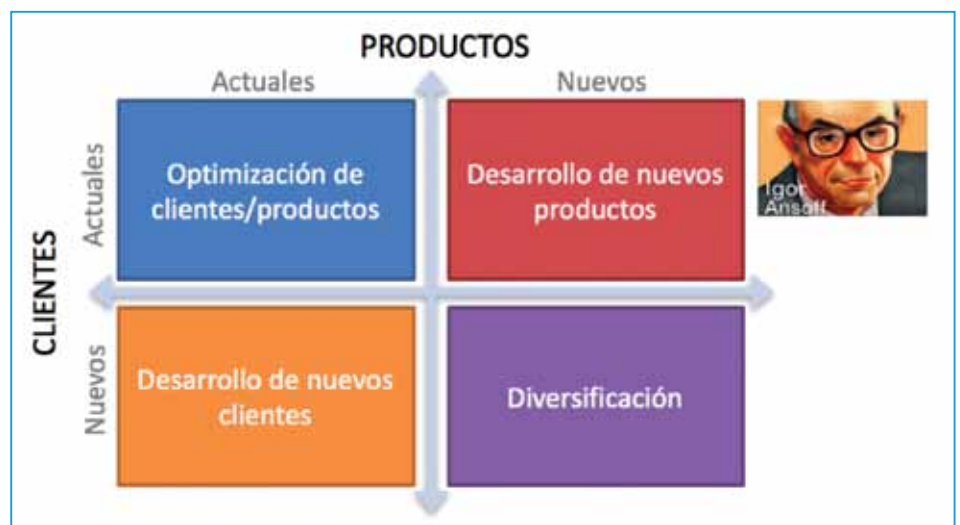 PRODUCTOS
Actuales
Nuevos
CLIENTES
Actuales
Optimización de
clientes/productos
Desarrollo de nuevos
productos
Igor
Ansoff
Nuevos
Desarrollo de nuevos
clientes
Diversificación